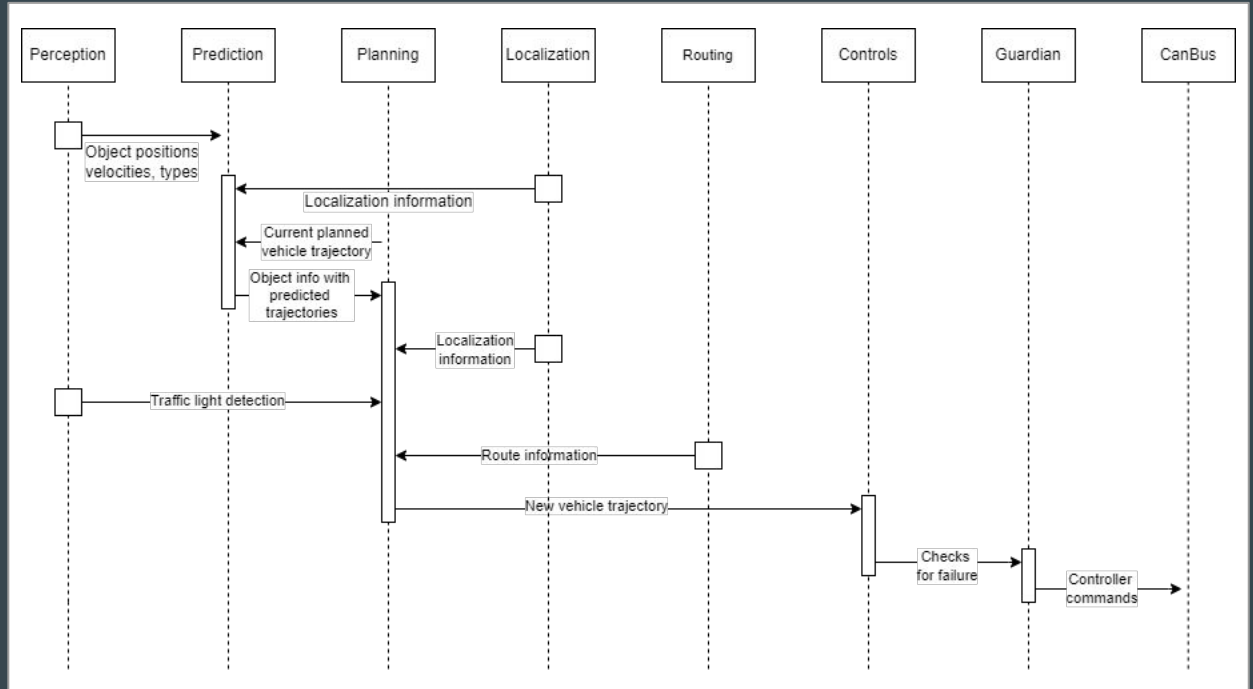 Perception
Prediction
Planning
Localization
Routing
Controls
Guardian
CanBus
Object positions
velocities, types
Localization information
Current planned
vehicle trajectory
Object info with
predicted
trajectories
Localization
information
Traffic light detection
Route information
New vehicle trajectory
Checks
for failure
Controller
commands